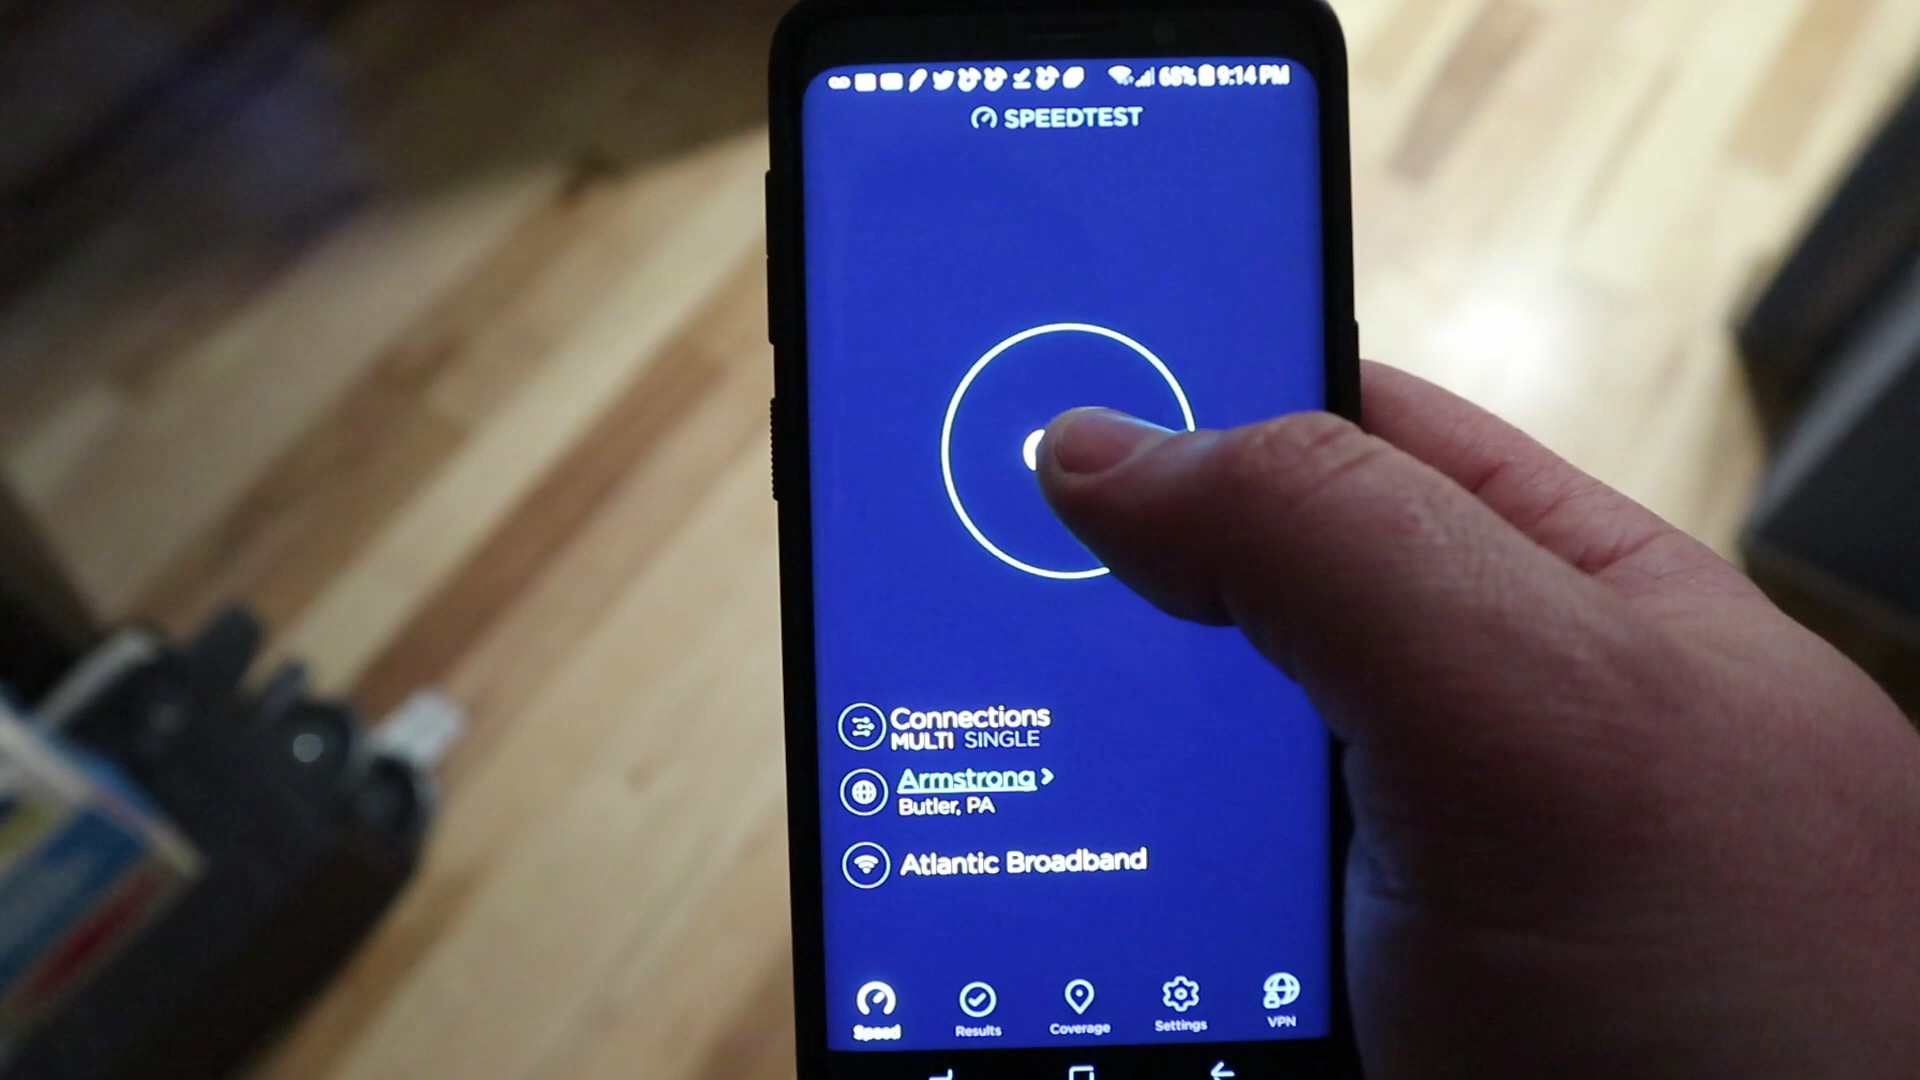 68% 9:14 PM
SPEEDTEST
Connections
MULTI SINGLE
Armstrong >
Butler, PA
Atlantic Broadband
Speed Results Coverage Settings VPN